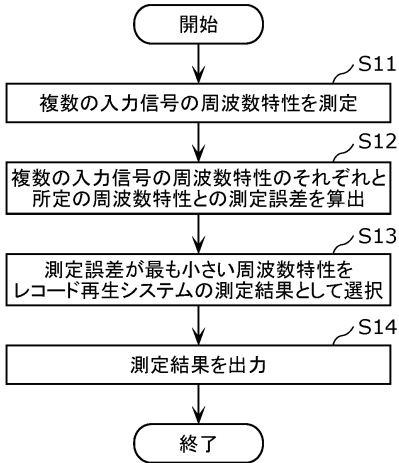 開始
S11
複数の入力信号の周波数特性を測定
S12
複数の入力信号の周波数特性のそれぞれと
所定の周波数特性との測定誤差を算出
S13
測定誤差が最も小さい周波数特性を
レコード再生システムの測定結果として選択
S14
測定結果を出力
終了